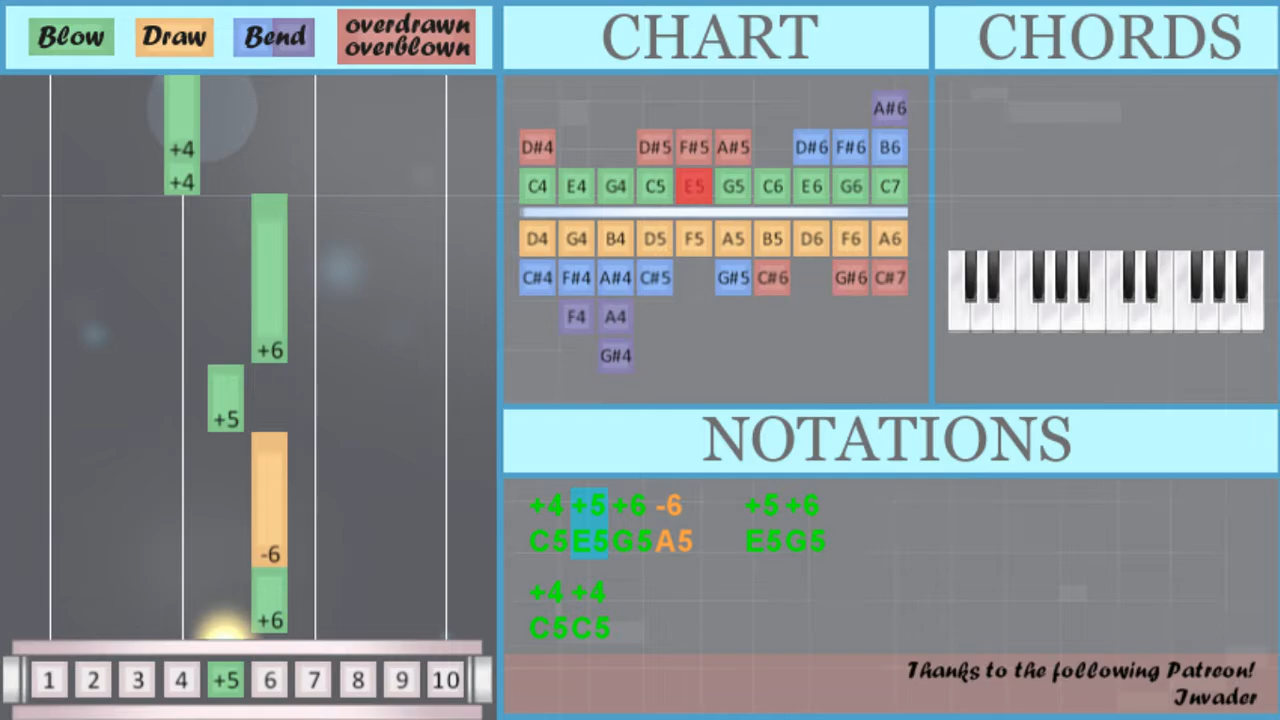 Blow Draw Bend overdrawn
overblown
CHART
CHORDS
+4
+4
+6
+5
-6
+6
1 2 3 4 +5 6 7 8 9 10
A#6
D#4 D#5 F#5 A#5 D#6 F#6 B6
C4 E4 G4 C5 E5 G5 C6 E6 G6 C7
D4 G4 B4 D5 F5 A5 B5 D6 F6 A6
C#4 F#4 A#4 C#5 G#5 C#6 G#6 C#7
F4 A4
G#4
NOTATIONS
+4 +5 +6 -6 +5 +6
C5 E5 G5 A5 E5 G5
+4 +4
C5 C5
Thanks to the following Patreon!
Invader